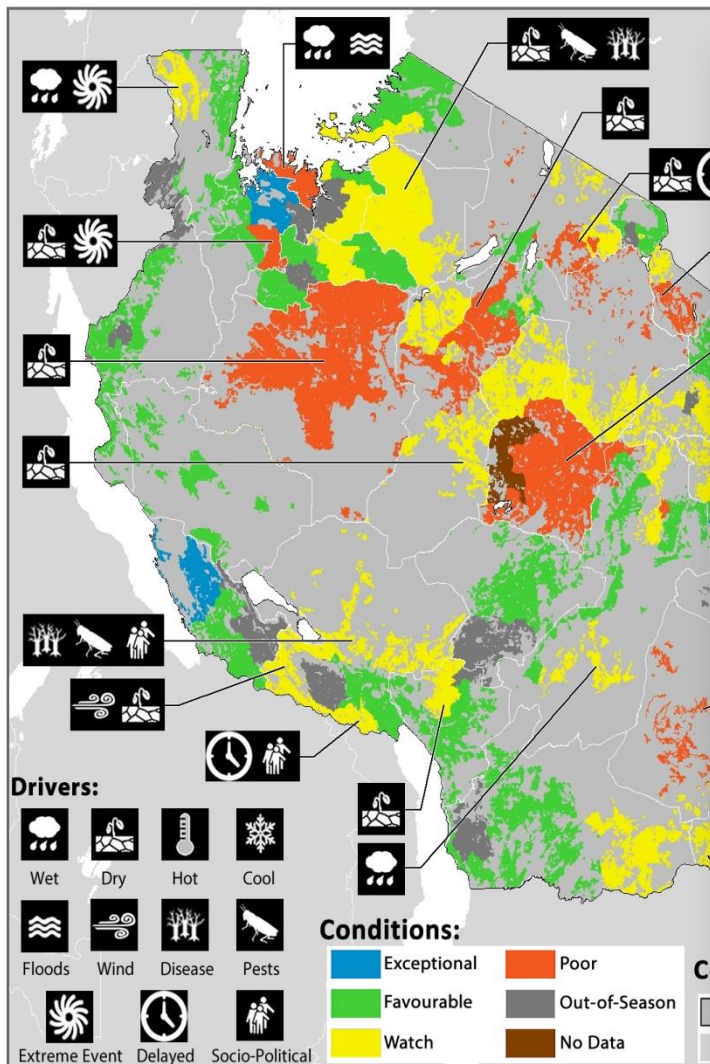 Drivers:
Wet Dry Hot Cool
Floods Wind Disease Pests
Extreme Event Delayed Socio-Political
Conditions:
Exceptional Poor
Favourable Out-of-Season
Watch No Data
C